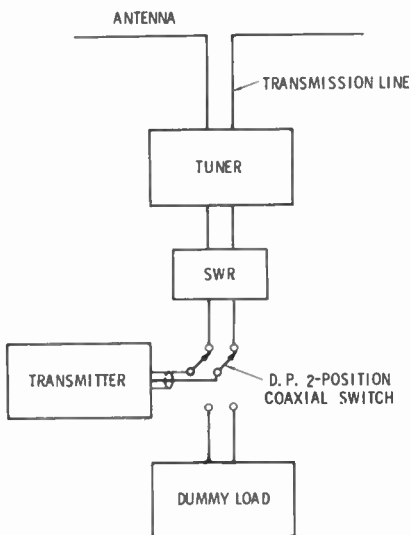 ANTENNA
TRANSMISSION LINE
TUNER
SWR
TRANSMITTER
D. P. 2-POSITION
COAXIAL SWITCH
DUMMY LOAD